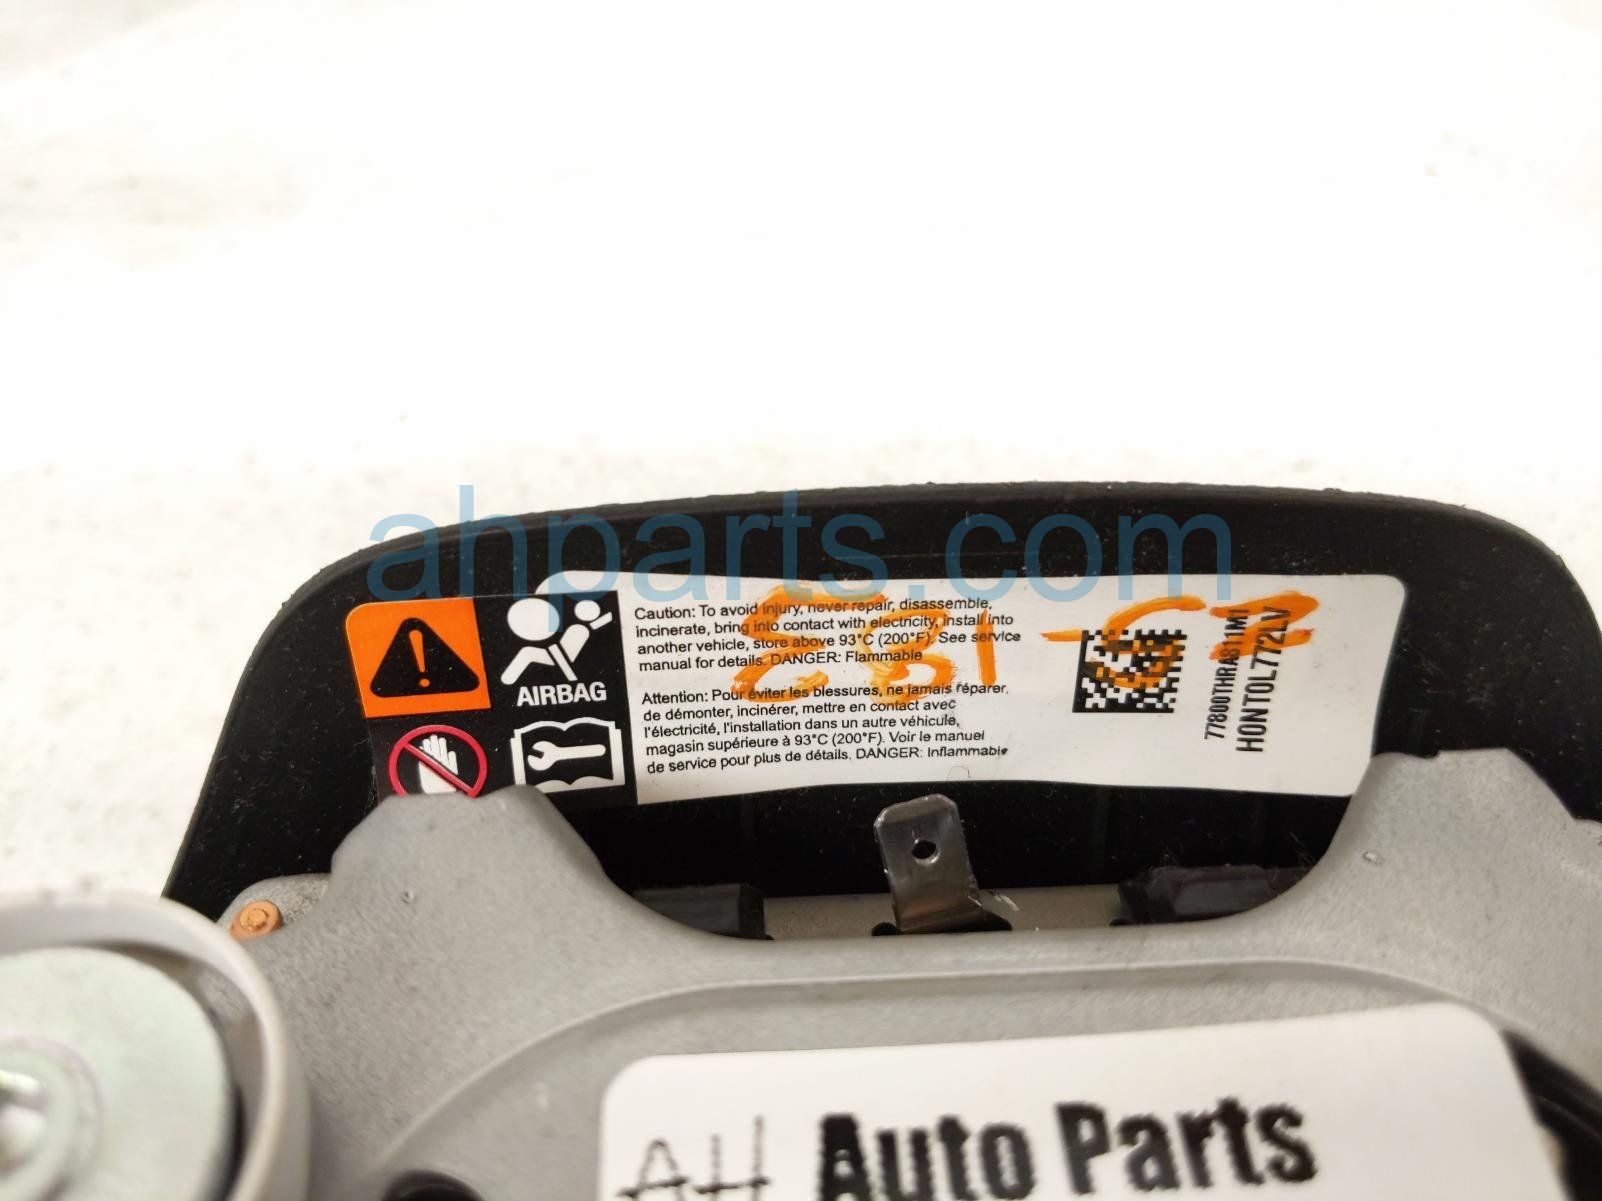 ahparts.com
AIRBAG
Caution: To avoid injury, never repair, disassemble,
incinerate, bring into contact with electricity, install into
another vehicle, store above 93°C (200°F). See service
manual for details. DANGER: Flammable
Attention: Pour éviter les blessures, ne jamais réparer,
de démonter, incinérer, mettre en contact avec
l'électricité, l'installation dans un autre véhicule,
magasin supérieure à 93°C (200°F). Voir le manuel
de service pour plus de détails. DANGER: Inflammable
77800THRA311M1
HONT0L772LV
AH Auto Parts